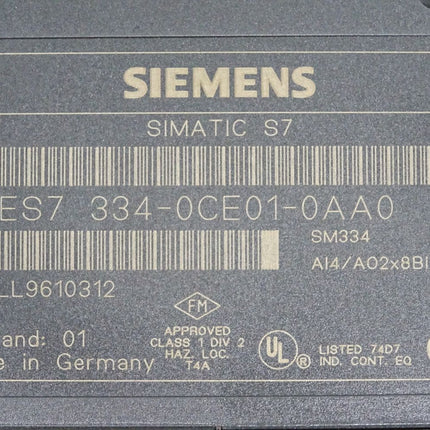 SIEMENS
SIMATIC S7
ES7 334-0CE01-0AA0
SM334
AI4/AO2x8BI
LL9610312
FM
APPROVED
CLASS 1 DIV 2
HAZ. LOC.
T4A
and: 01
e in Germany
UL
LISTED 74D7
IND. CONT. EQ